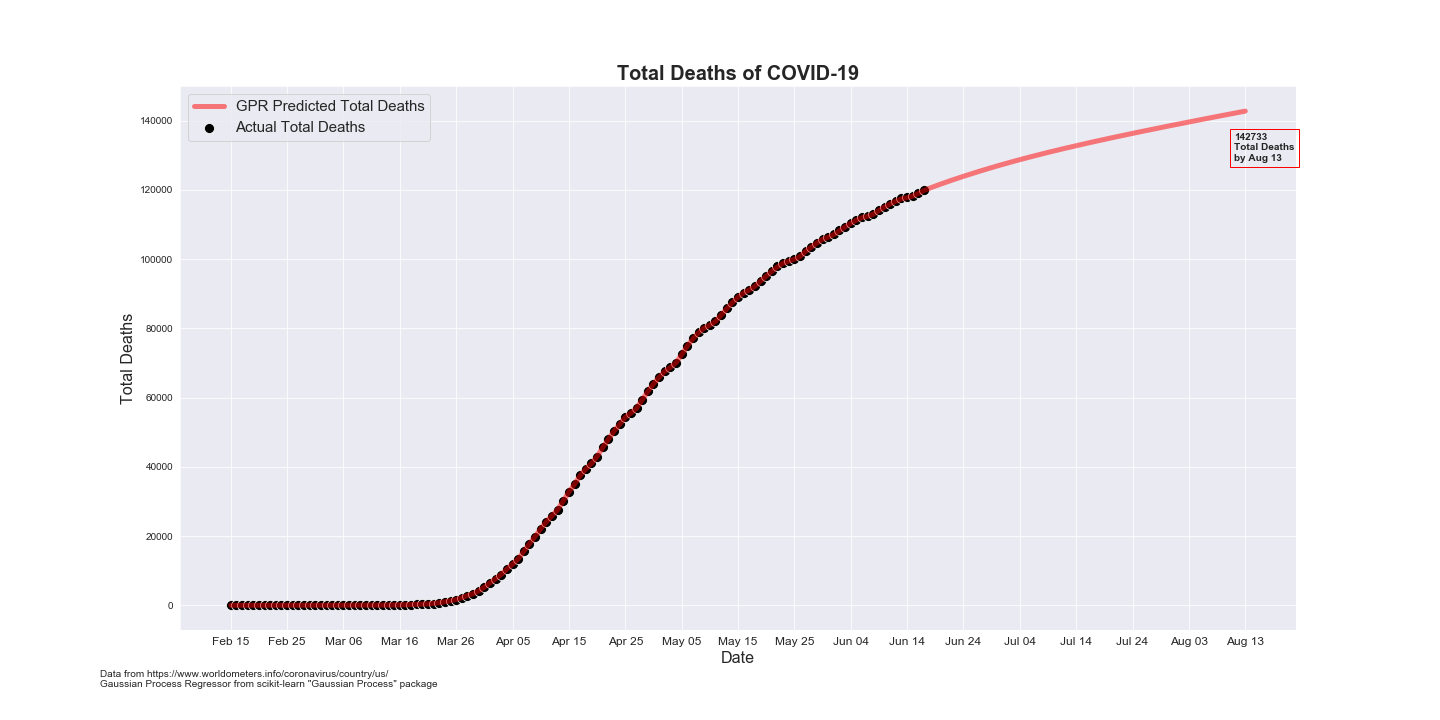 Total Deaths of COVID-19
GPR Predicted Total Deaths
Actual Total Deaths
140000
120000
100000
80000
60000
40000
20000
0
Total Deaths
142733
Total Deaths
by Aug 13
Feb 15 Feb 25 Mar 06 Mar 16 Mar 26 Apr 05 Apr 15 Apr 25 May 05 May 15 May 25 Jun 04 Jun 14 Jun 24 Jul 04 Jul 14 Jul 24 Aug 03 Aug 13
Date
Data from https://www.worldometers.info/coronavirus/country/us/
Gaussian Process Regressor from scikit-learn "Gaussian Process" package